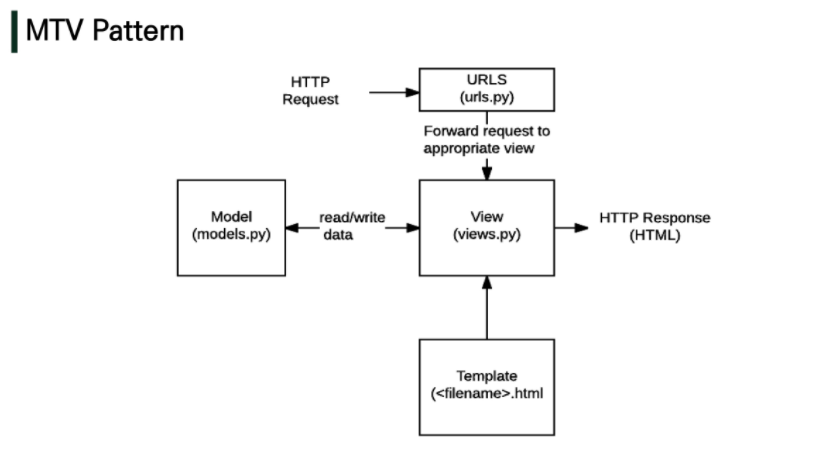 MTV Pattern
HTTP
Request
URLS
(urls.py)
Forward request to
appropriate view
Model
(models.py)
read/write
data
View
(views.py)
HTTP Response
(HTML)
Template
(<filename>.html